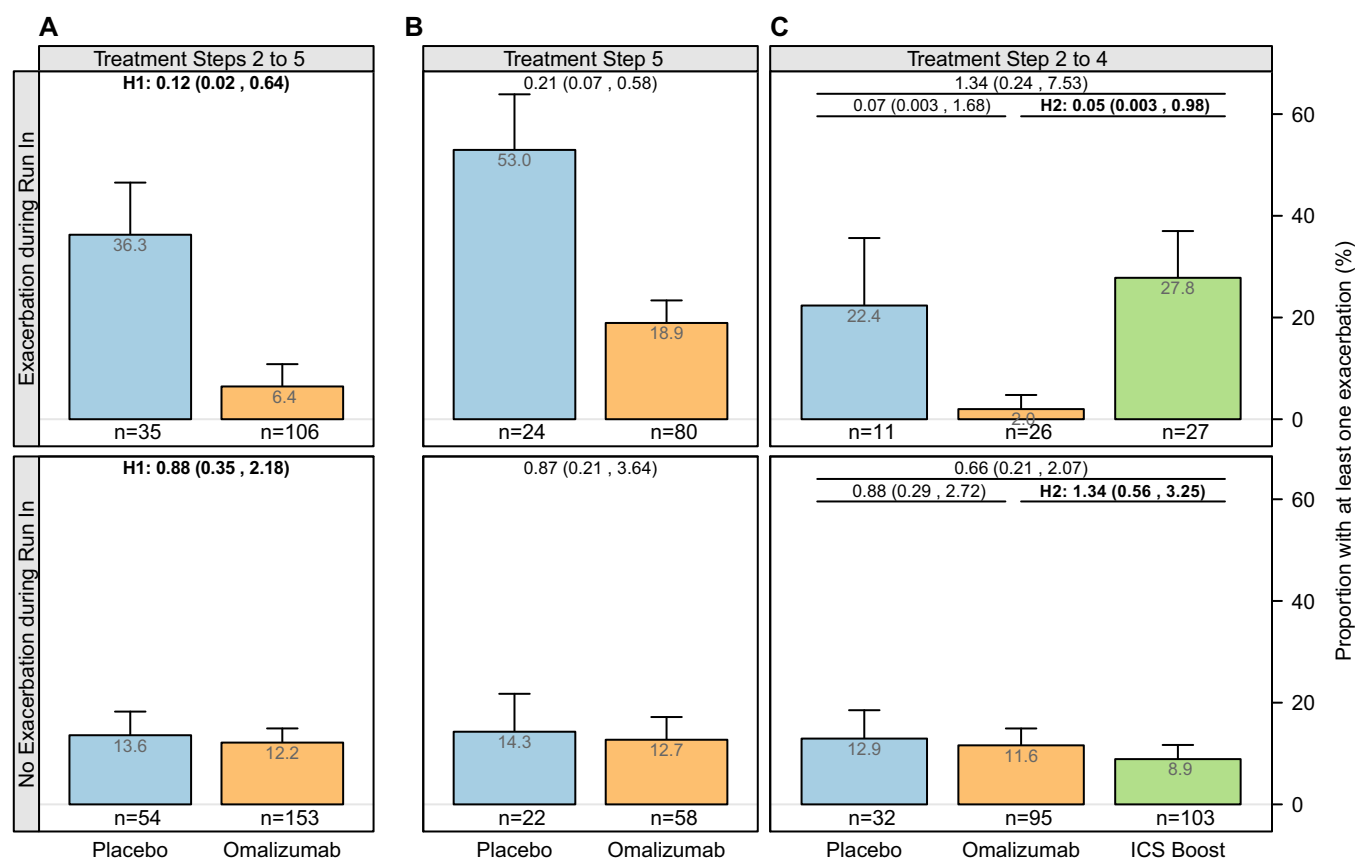 A
B
C
Treatment Steps 2 to 5
Treatment Step 5
Treatment Step 2 to 4
Exacerbation during Run In
H1: 0.12 (0.02 , 0.64)
36.3
6.4
n=35
n=106
0.21 (0.07 , 0.58)
53.0
18.9
n=24
n=80
1.34 (0.24 , 7.53)
0.07 (0.003 , 1.68)
H2: 0.05 (0.003 , 0.98)
22.4
2.0
27.8
n=11
n=26
n=27
60
40
20
0
No Exacerbation during Run In
H1: 0.88 (0.35 , 2.18)
13.6
12.2
n=54
n=153
0.87 (0.21 , 3.64)
14.3
12.7
n=22
n=58
0.66 (0.21 , 2.07)
0.88 (0.29 , 2.72)
H2: 1.34 (0.56 , 3.25)
12.9
11.6
8.9
n=32
n=95
n=103
60
40
20
0
Proportion with at least one exacerbation (%)
Placebo
Omalizumab
Placebo
Omalizumab
Placebo
Omalizumab
ICS Boost